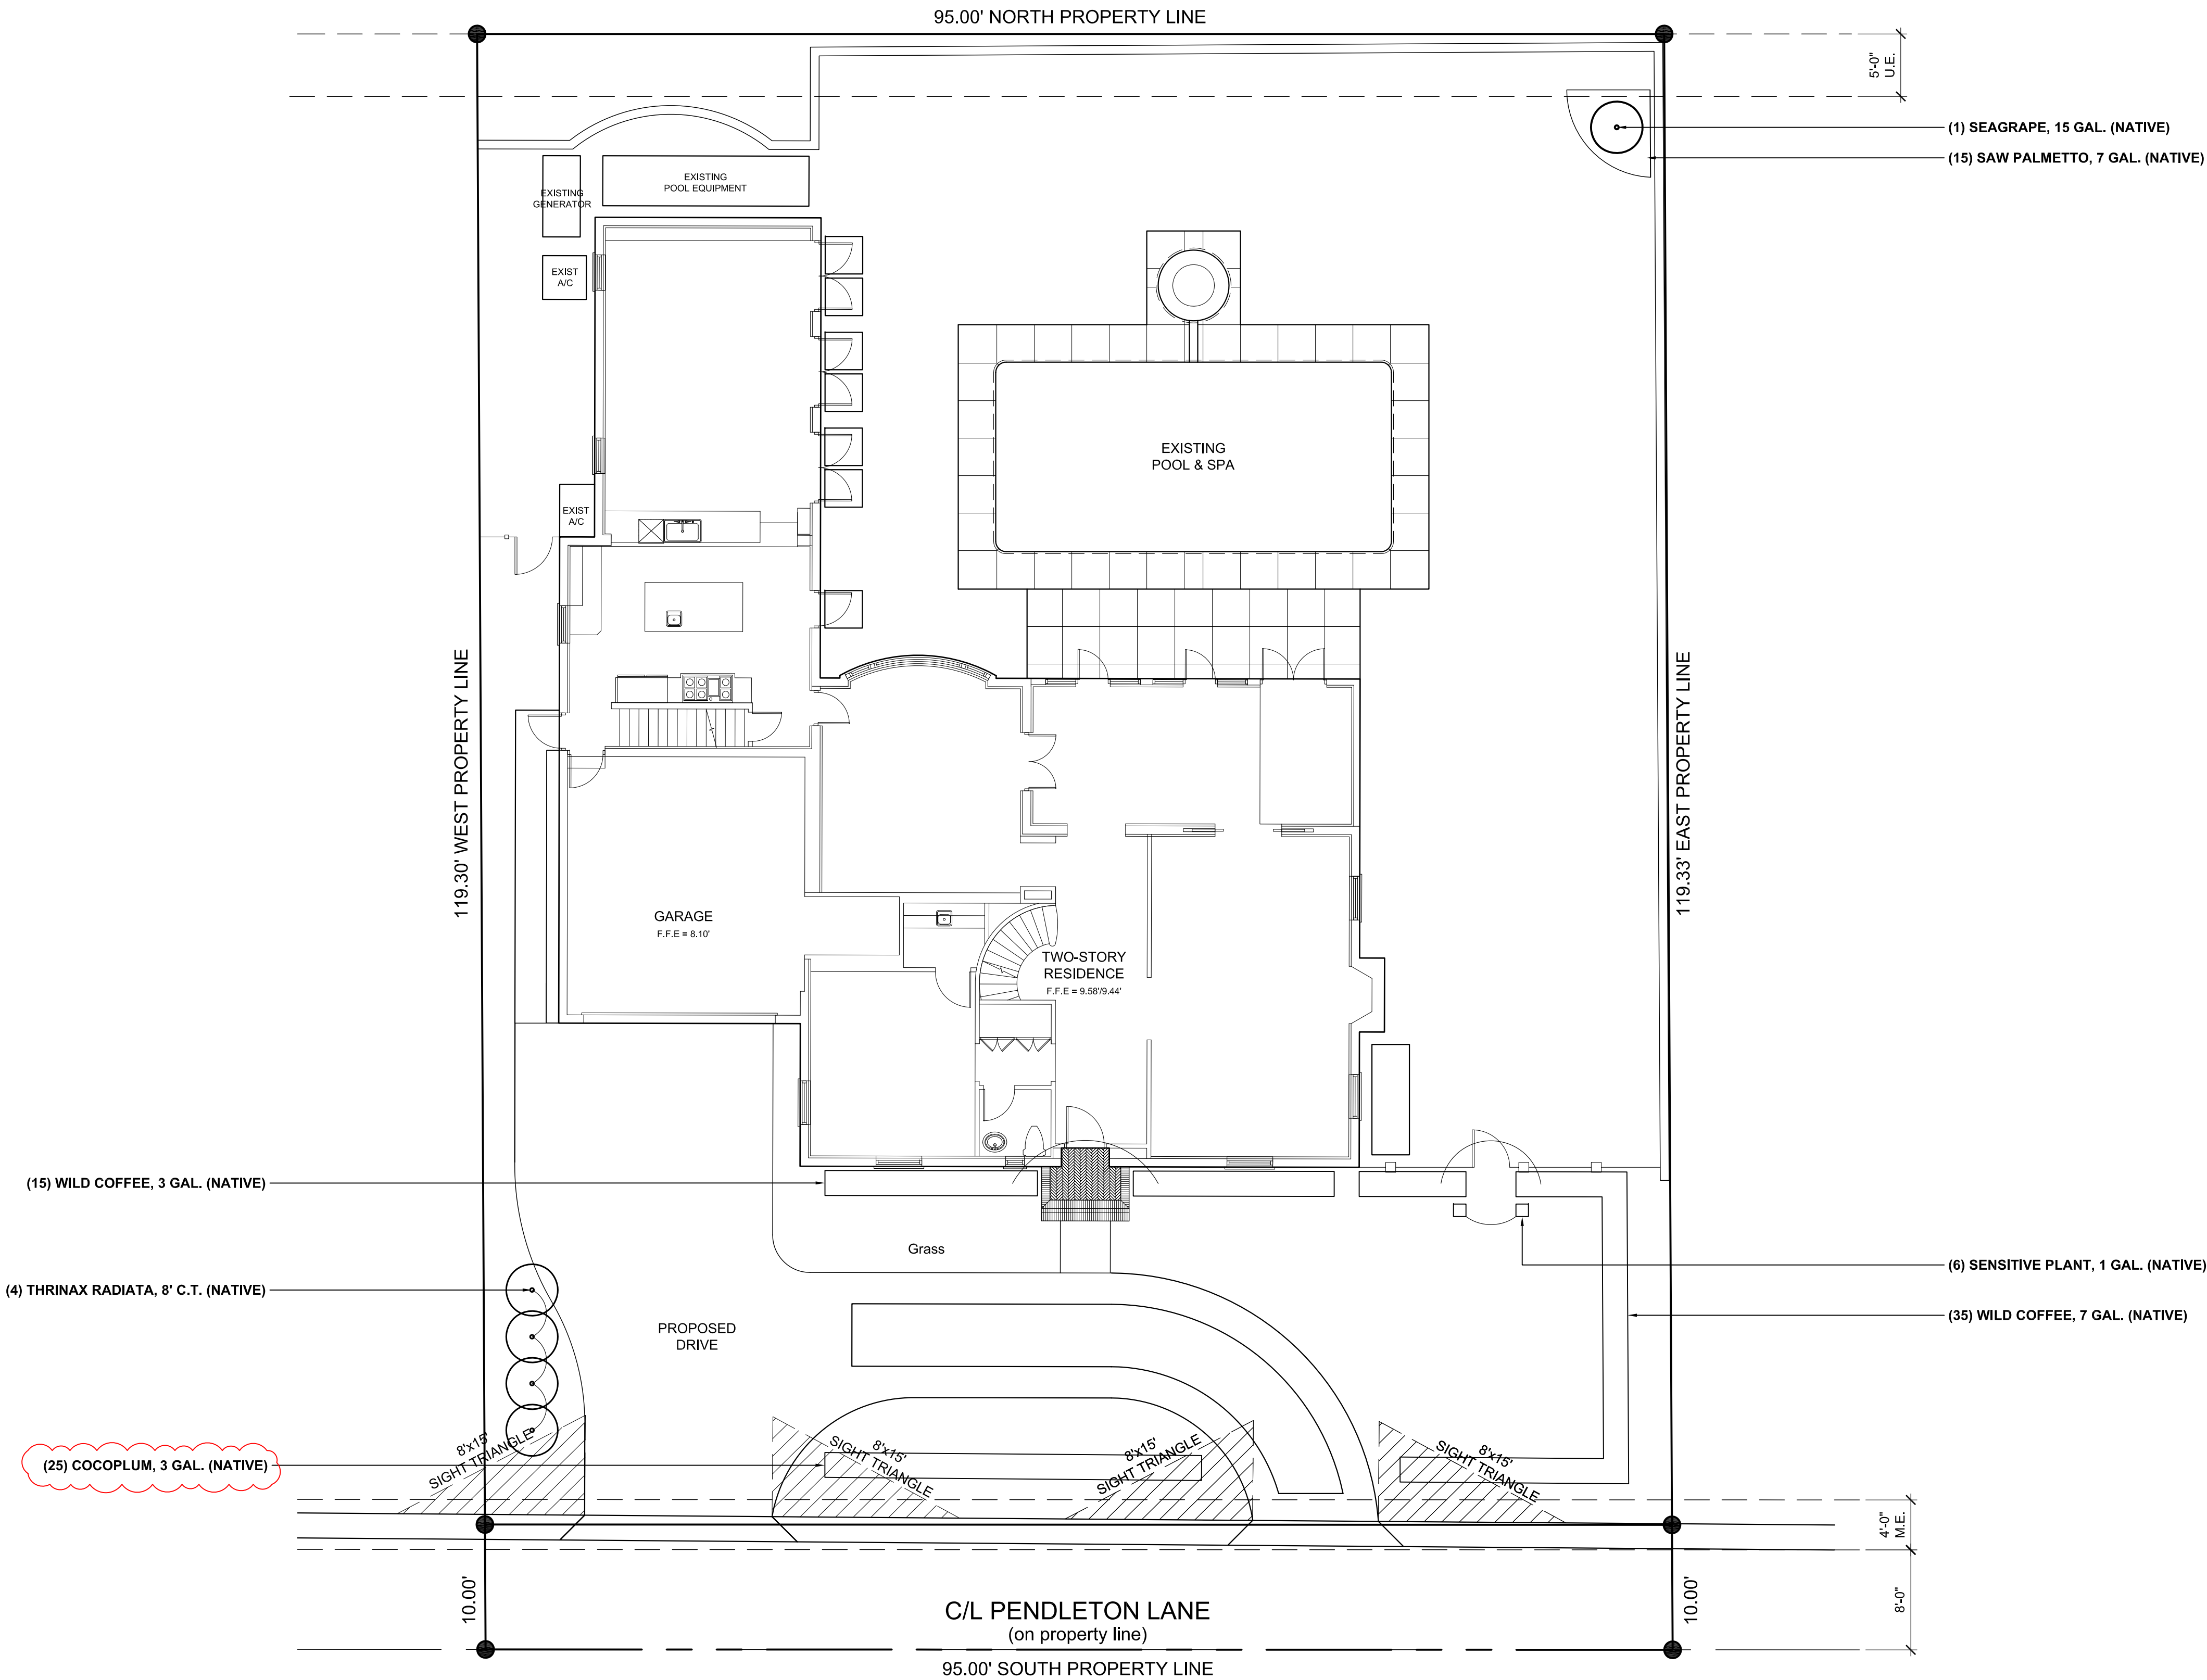 95.00' NORTH PROPERTY LINE
5'-0"
U.E.
(1) SEAGRAPE, 15 GAL. (NATIVE)
(15) SAW PALMETTO, 7 GAL. (NATIVE)
EXISTING
POOL EQUIPMENT
EXISTING
GENERATOR
EXIST
A/C
EXISTING
POOL & SPA
EXIST
A/C
119.30' WEST PROPERTY LINE
119.33' EAST PROPERTY LINE
GARAGE
F.F.E = 8.10'
TWO-STORY
RESIDENCE
F.F.E = 9.58'/9.44'
(15) WILD COFFEE, 3 GAL. (NATIVE)
Grass
(6) SENSITIVE PLANT, 1 GAL. (NATIVE)
(4) THRINAX RADIATA, 8' C.T. (NATIVE)
(35) WILD COFFEE, 7 GAL. (NATIVE)
PROPOSED
DRIVE
8'x15'
SIGHT TRIANGLE
8'x15'
SIGHT TRIANGLE
8'x15'
SIGHT TRIANGLE
8'x15'
SIGHT TRIANGLE
(25) COCOPLUM, 3 GAL. (NATIVE)
4'-0"
M.E.
10.00'
10.00'
8'-0"
C/L PENDLETON LANE
(on property line)
95.00' SOUTH PROPERTY LINE